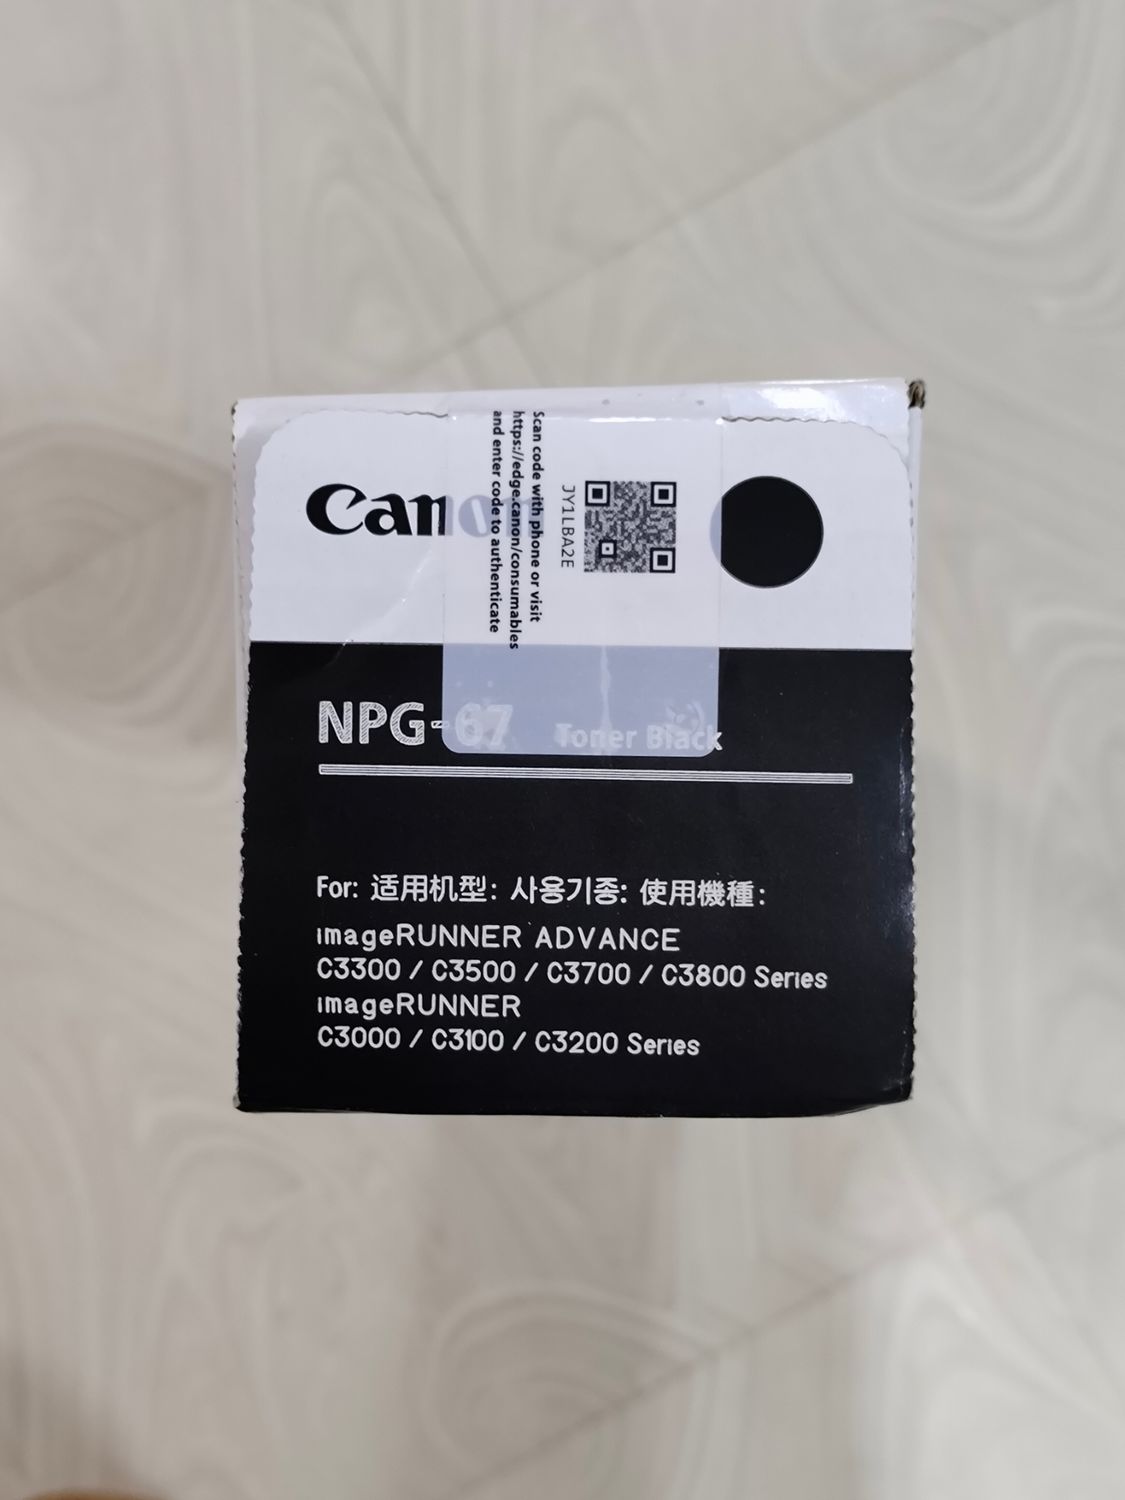 Canon
Scan code with phone or visit
https://edge.canon/consumables
and enter code to authenticate
JY1LBA2E
NPG-67 Toner Black
For: 适用机型: 사용기종: 使用機種:
imageRUNNER ADVANCE
C3300 / C3500 / C3700 / C3800 Series
imageRUNNER
C3000 / C3100 / C3200 Series